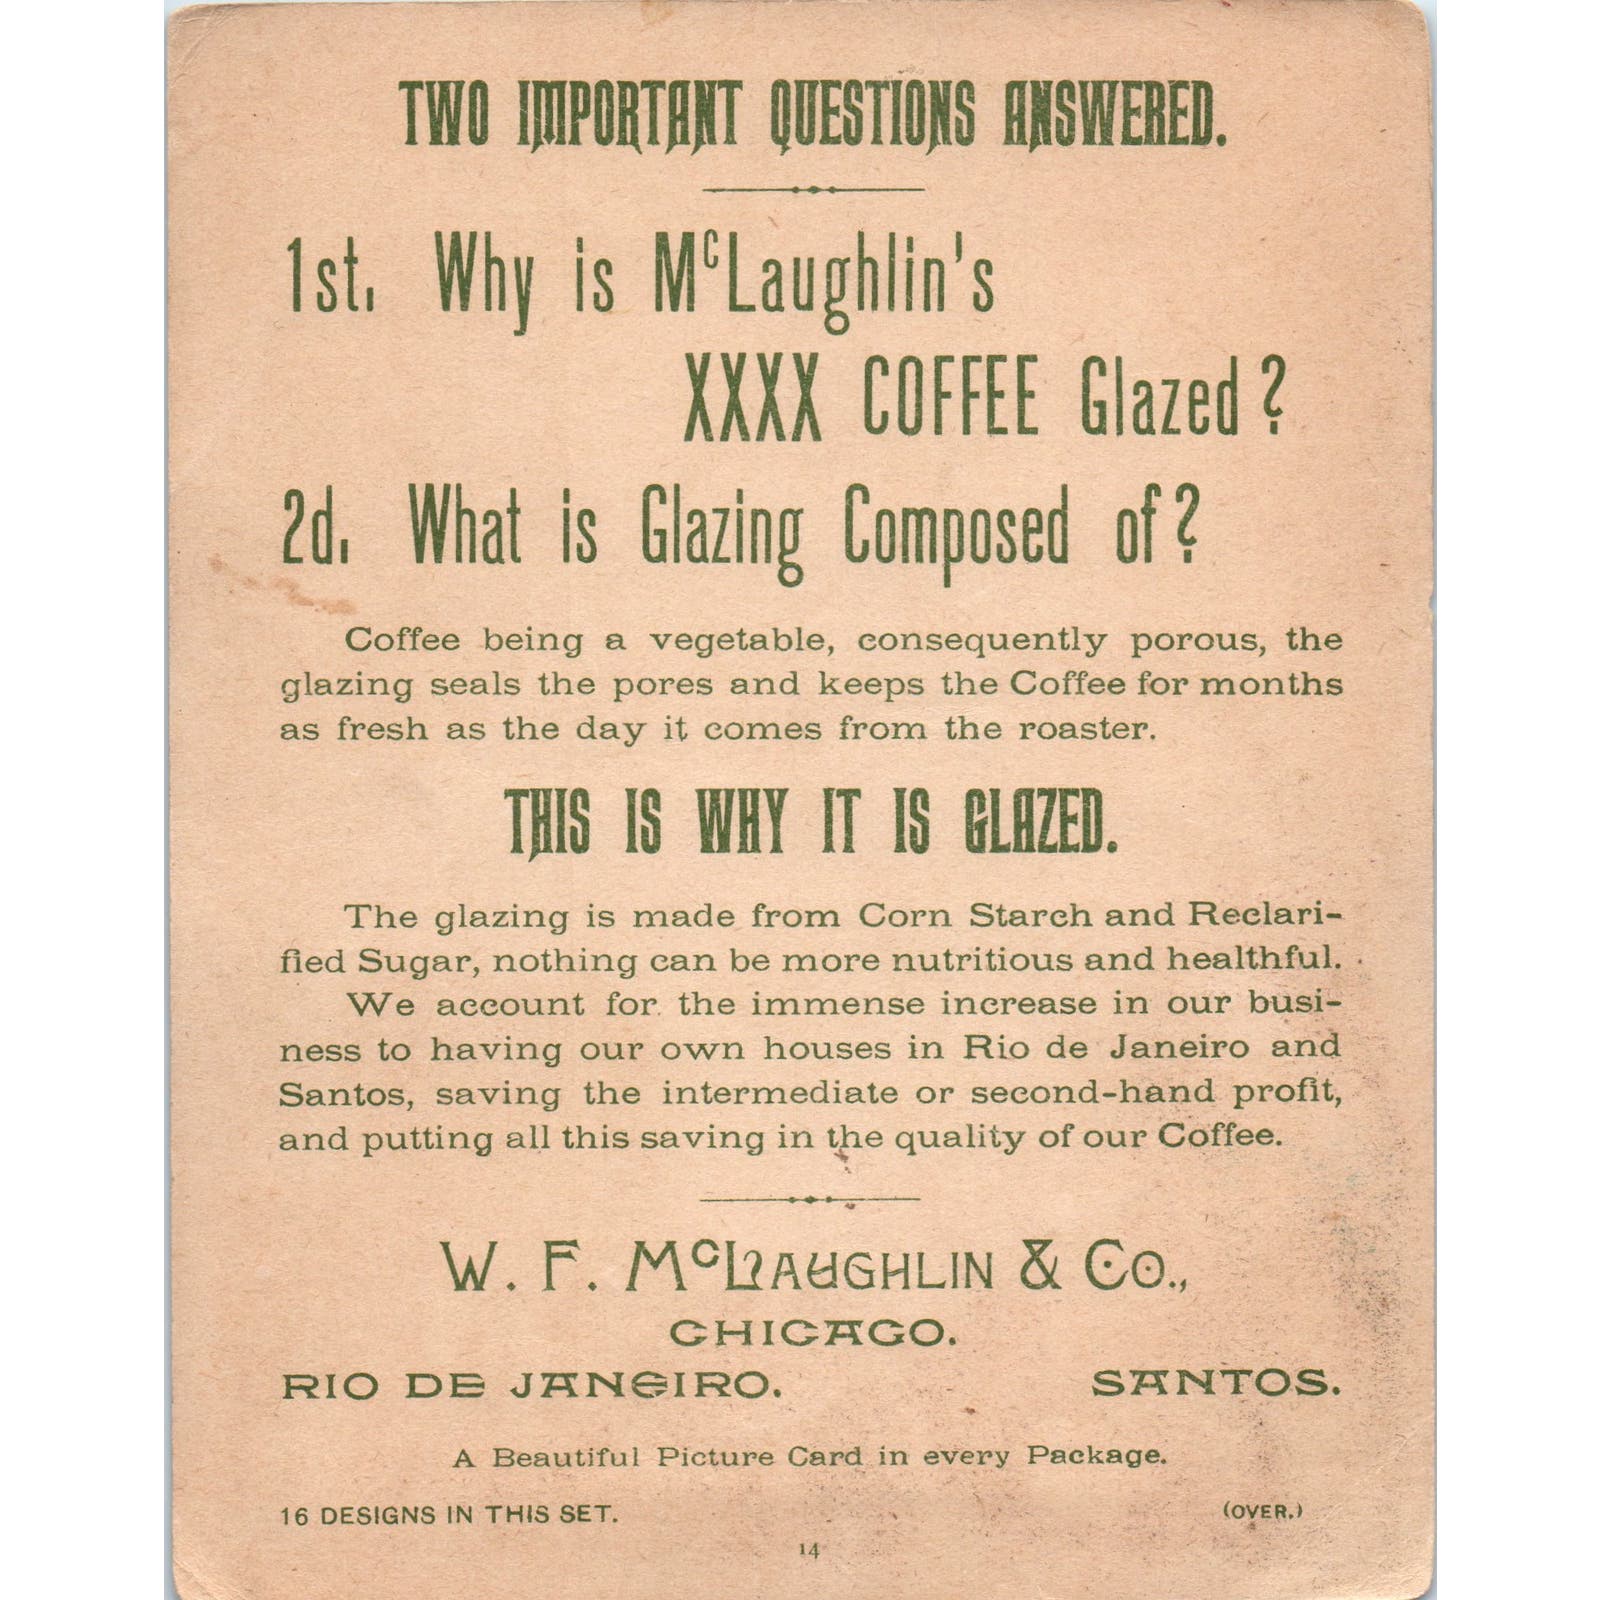 TWO IMPORTANT QUESTIONS ANSWERED.
1st. Why is McLaughlin's
XXXX COFFEE Glazed?
2d. What is Glazing Composed of?
Coffee being a vegetable, consequently porous, the
glazing seals the pores and keeps the Coffee for months
as fresh as the day it comes from the roaster.
THIS IS WHY IT IS GLAZED.
The glazing is made from Corn Starch and Reclari-
fied Sugar, nothing can be more nutritious and healthful.
We account for the immense increase in our busi-
ness to having our own houses in Rio de Janeiro and
Santos, saving the intermediate or second-hand profit,
and putting all this saving in the quality of our Coffee.
W. F. McLAUGHLIN & Co.,
CHICAGO.
RIO DE JANEIRO. SANTOS.
A Beautiful Picture Card in every Package.
16 DESIGNS IN THIS SET. (OVER.)
14